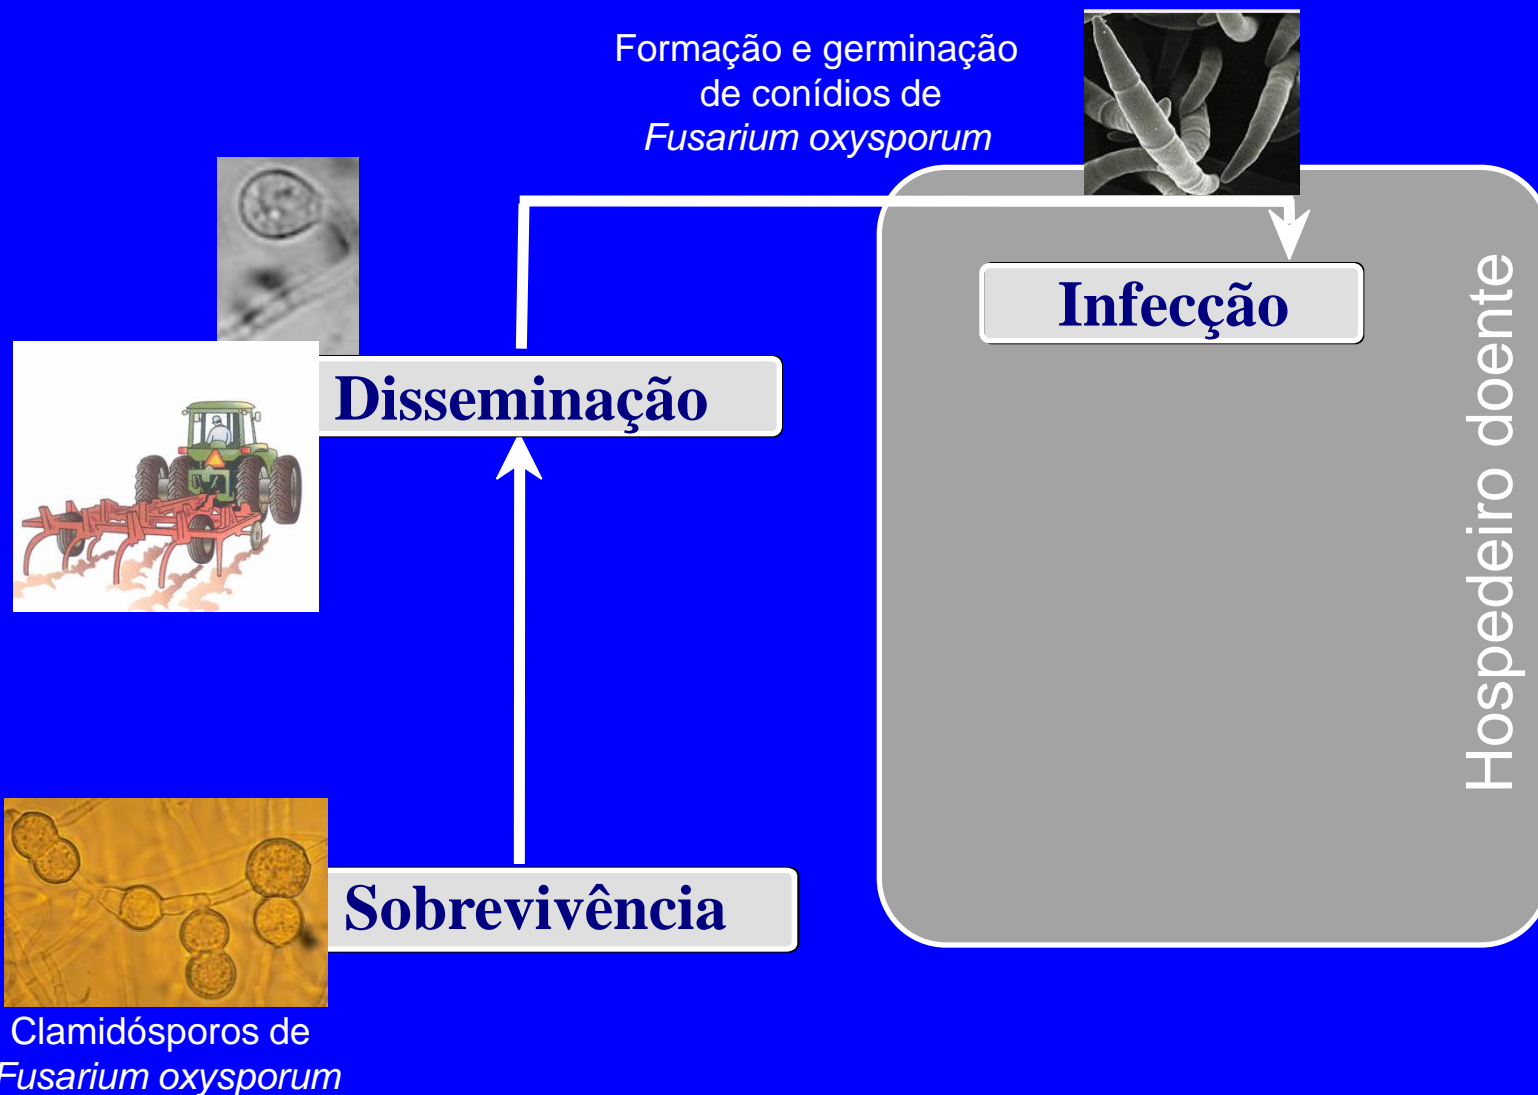 Formação e germinação
de conídios de
Fusarium oxysporum
Infecção
Hospedeiro doente
Disseminação
Sobrevivência
Clamidósporos de
Fusarium oxysporum